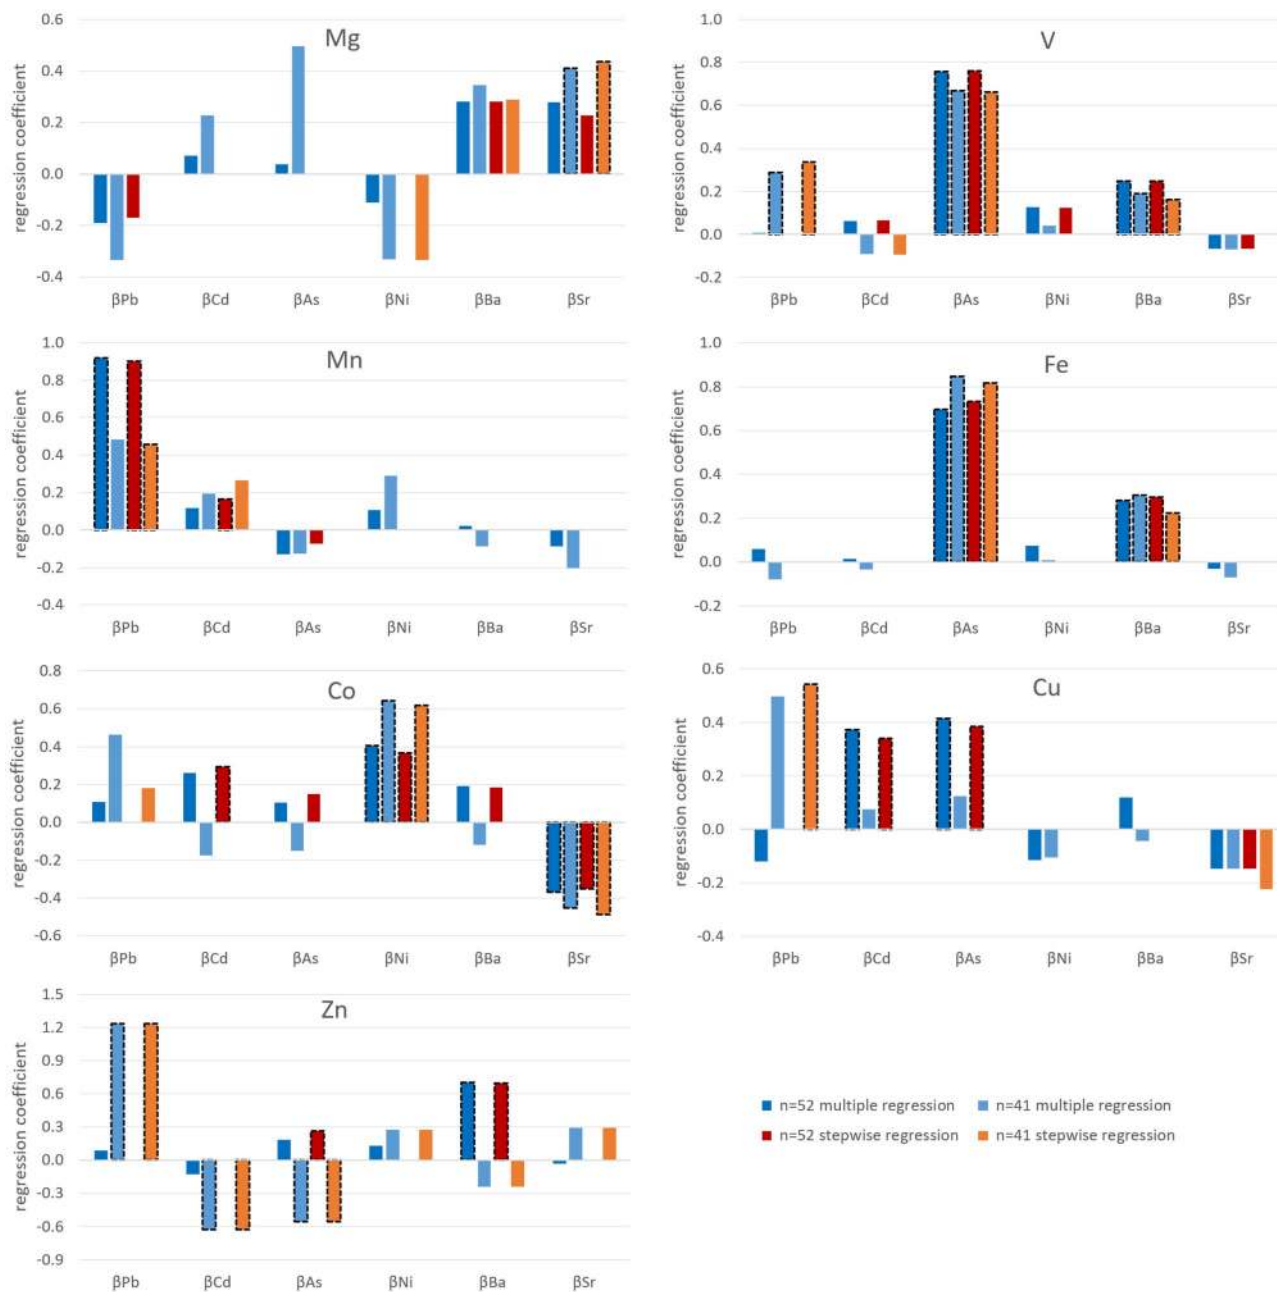 Mg
regression coefficient
0.6
0.4
0.2
0.0
-0.2
-0.4
βPb βCd βAs βNi βBa βSr
V
regression coefficient
1.0
0.8
0.6
0.4
0.2
0.0
-0.2
βPb βCd βAs βNi βBa βSr
Mn
regression coefficient
1.0
0.8
0.6
0.4
0.2
0.0
-0.2
-0.4
βPb βCd βAs βNi βBa βSr
Fe
regression coefficient
1.0
0.8
0.6
0.4
0.2
0.0
-0.2
βPb βCd βAs βNi βBa βSr
Co
regression coefficient
0.8
0.6
0.4
0.2
0.0
-0.2
-0.4
-0.6
βPb βCd βAs βNi βBa βSr
Cu
regression coefficient
0.6
0.4
0.2
0.0
-0.2
-0.4
βPb βCd βAs βNi βBa βSr
Zn
regression coefficient
1.5
1.2
0.9
0.6
0.3
0.0
-0.3
-0.6
-0.9
βPb βCd βAs βNi βBa βSr
n=52 multiple regression n=41 multiple regression
n=52 stepwise regression n=41 stepwise regression